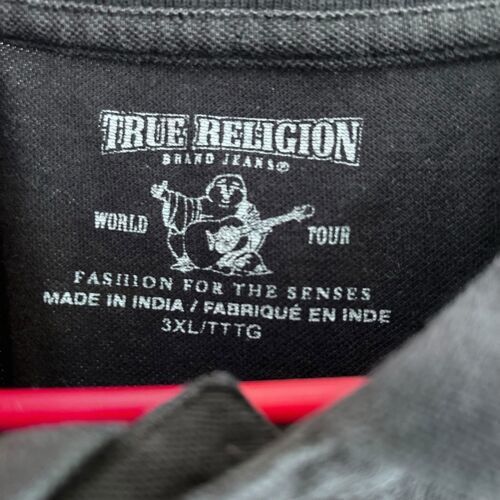 TRUE RELIGION
BRAND JEANS®
WORLD TOUR
FASHION FOR THE SENSES
MADE IN INDIA / FABRIQUÉ EN INDE
3XL/TTTG